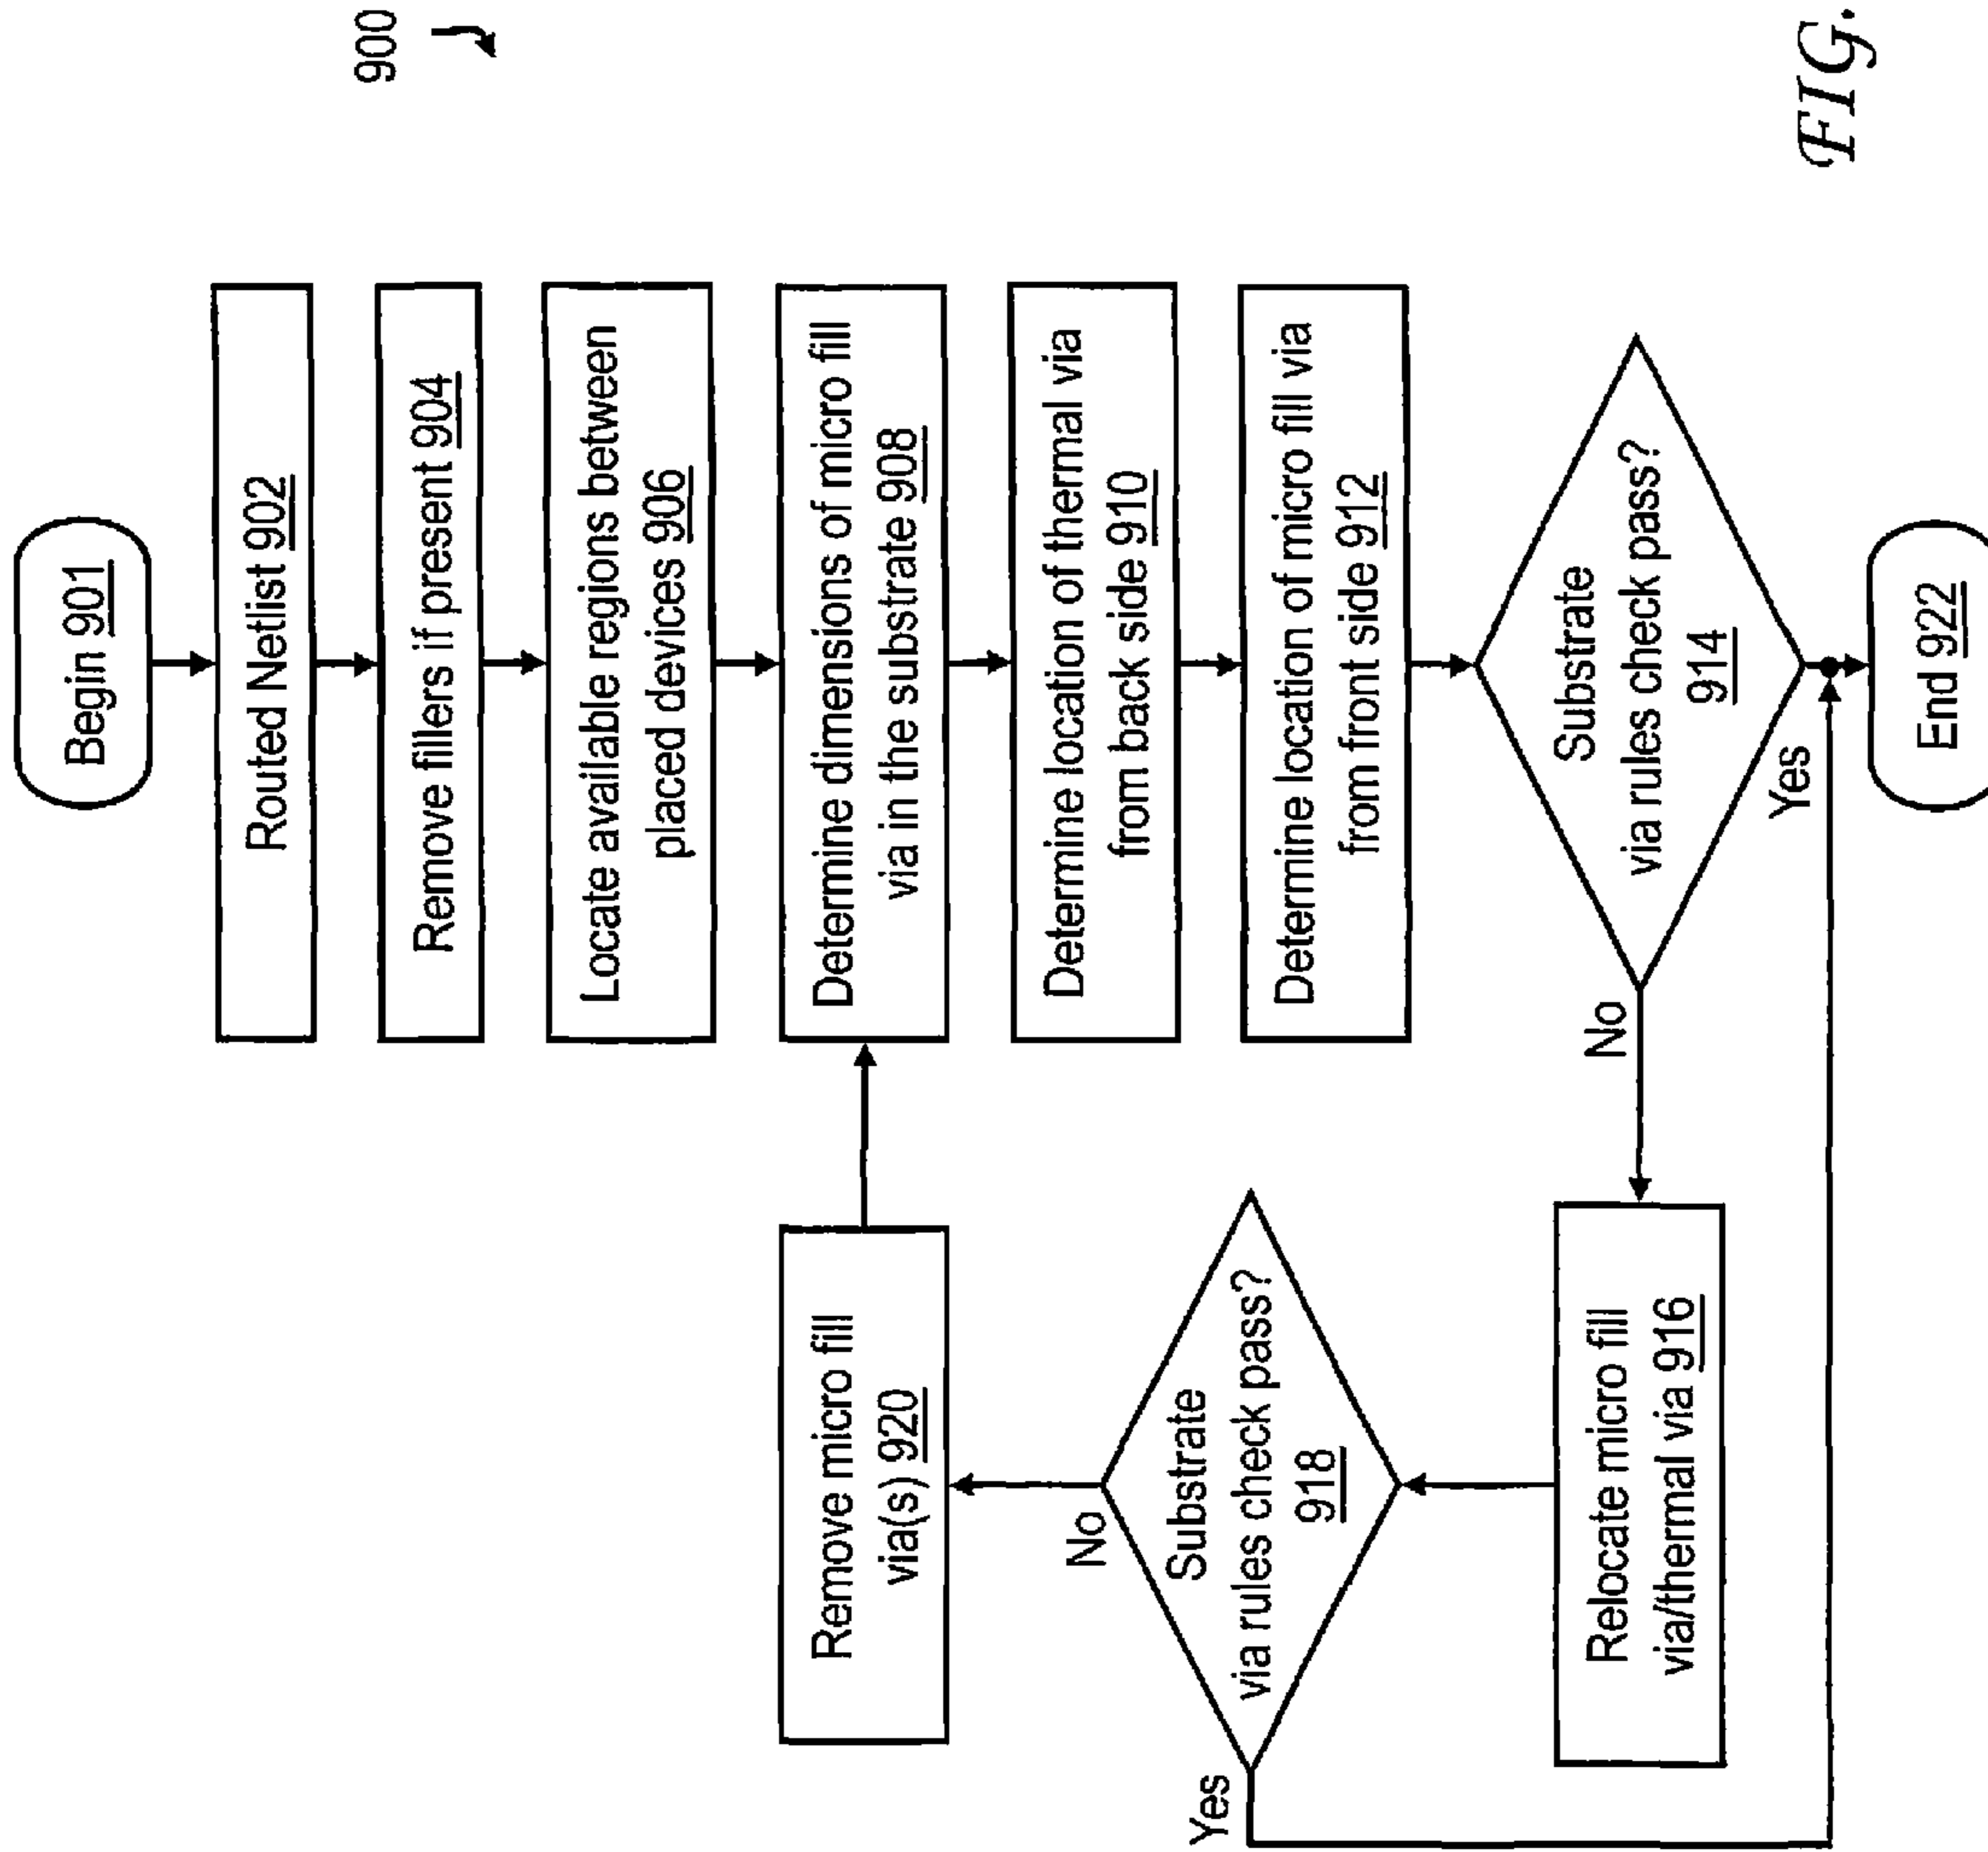 900
Begin 901
Routed Netlist 902
Remove fillers if present 904
Locate available regions between
placed devices 906
Determine dimensions of micro fill
via in the substrate 908
Determine location of thermal via
from back side 910
Determine location of micro fill via
from front side 912
Substrate
via rules check pass?
914
No
Yes
Relocate micro fill
via/thermal via 916
Substrate
via rules check pass?
918
No
Yes
Remove micro fill
via(s) 920
End 922
FIG.